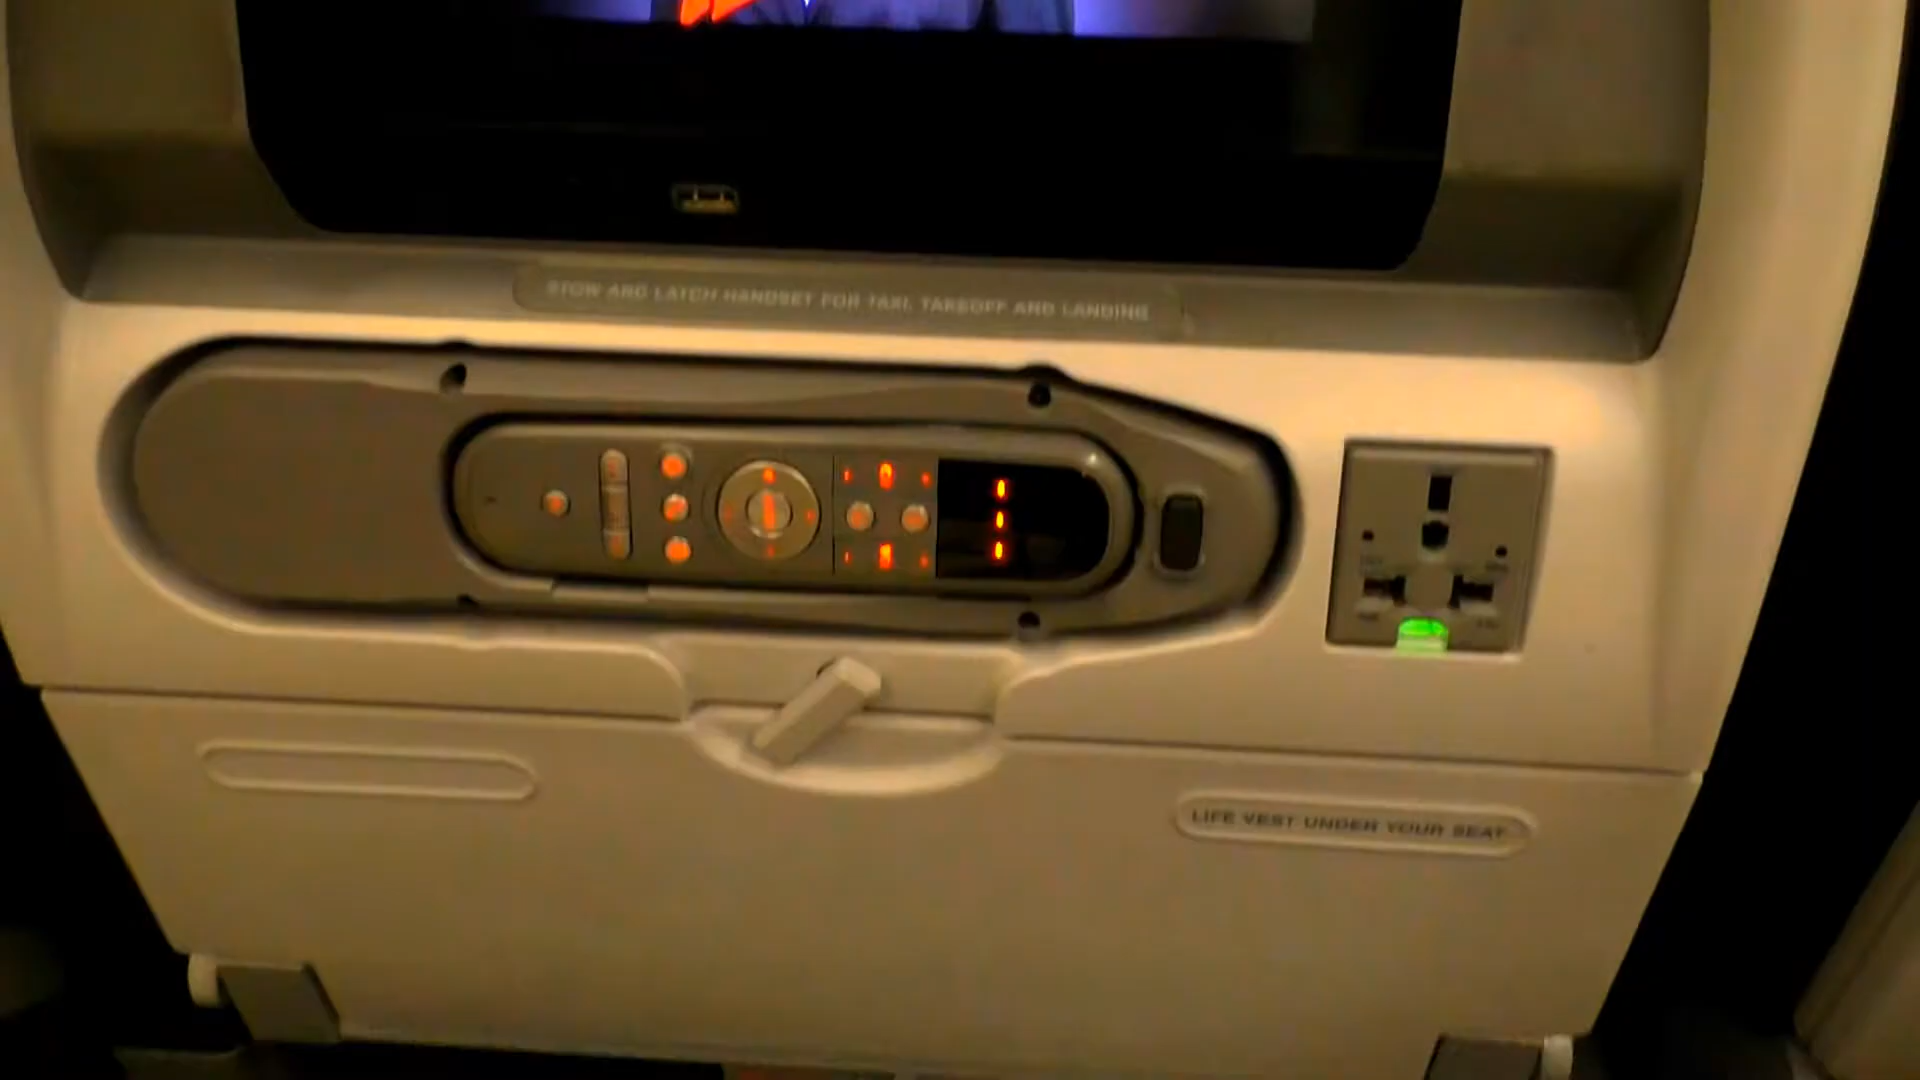 STOW AND LATCH HANDSET FOR TAXI, TAKEOFF AND LANDING
LIFE VEST UNDER YOUR SEAT